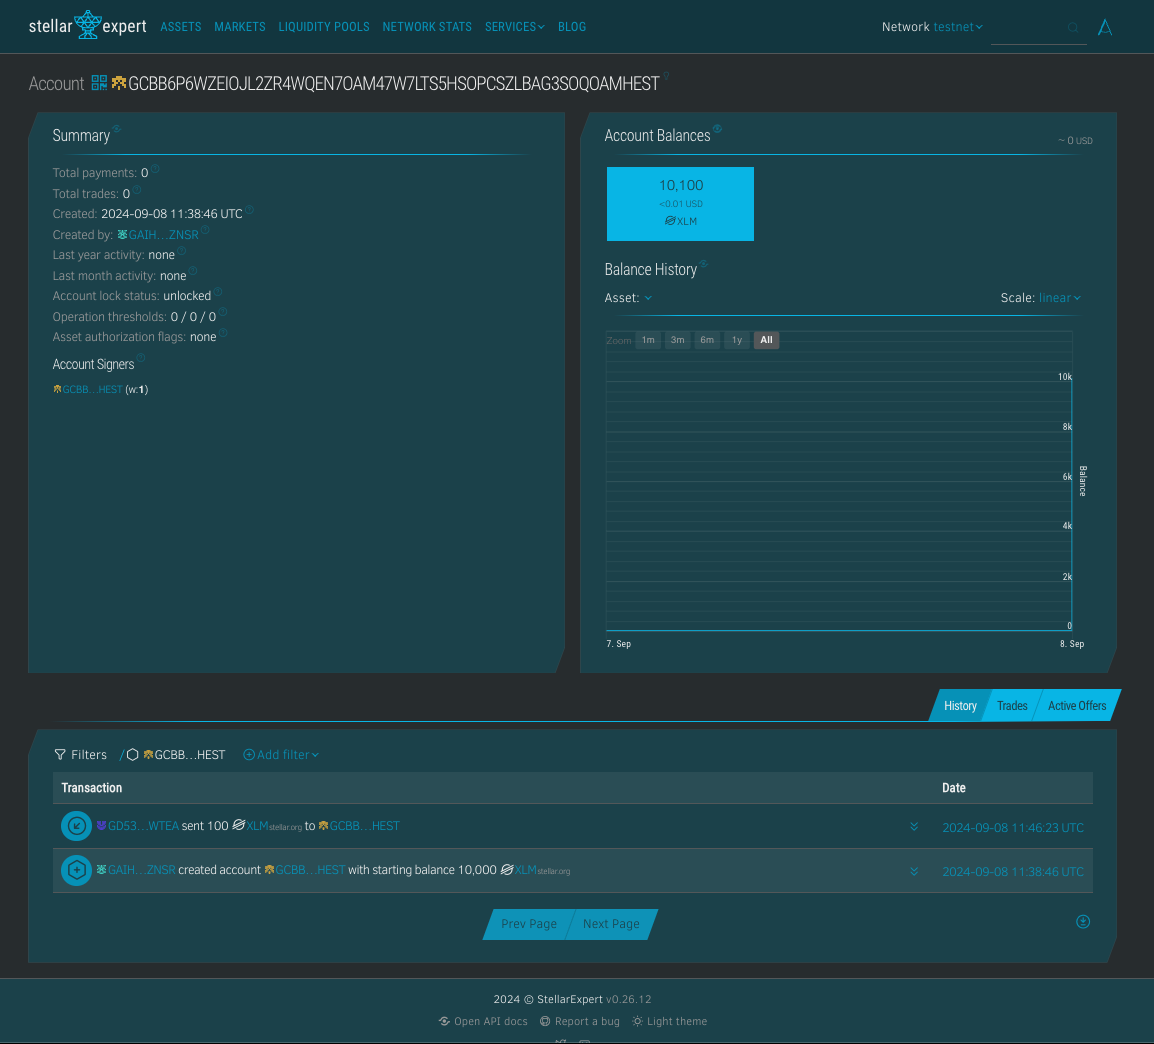 stellar expert ASSETS MARKETS LIQUIDITY POOLS NETWORK STATS SERVICES BLOG Network testnet
Account GCBB6P6WZEIOJL2ZR4WQEN7OAM47W7LTS5HSOPCSZLBAG3SOQOAMHEST
Summary
Total payments: 0
Total trades: 0
Created: 2024-09-08 11:38:46 UTC
Created by: GAIH…ZNSR
Last year activity: none
Last month activity: none
Account lock status: unlocked
Operation thresholds: 0 / 0 / 0
Asset authorization flags: none
Account Signers
GCBB…HEST (w:1)
Account Balances
~ 0 USD
10,100
<0.01 USD
XLM
Balance History
Asset: Scale: linear
Zoom 1m 3m 6m 1y All
10k
8k
6k
4k
2k
0
Balance
7. Sep 8. Sep
History Trades Active Offers
Filters / GCBB…HEST Add filter
Transaction Date
GD53…WTEA sent 100 XLM stellar.org to GCBB…HEST 2024-09-08 11:46:23 UTC
GAIH…ZNSR created account GCBB…HEST with starting balance 10,000 XLM stellar.org 2024-09-08 11:38:46 UTC
Prev Page Next Page
2024 © StellarExpert v0.26.12
Open API docs Report a bug Light theme